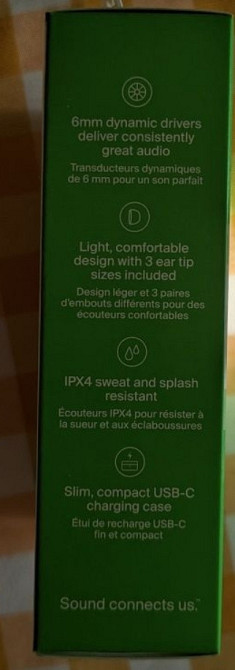 6mm dynamic drivers
deliver consistently
great audio
Transducteurs dynamiques
de 6 mm pour un son parfait
Light, comfortable
design with 3 ear tip
sizes included
Design léger et 3 paires
d'embouts différents pour des
écouteurs confortables
IPX4 sweat and splash
resistant
Écouteurs IPX4 pour résister à
la sueur et aux éclaboussures
Slim, compact USB-C
charging case
Étui de recharge USB-C
fin et compact
Sound connects us.™